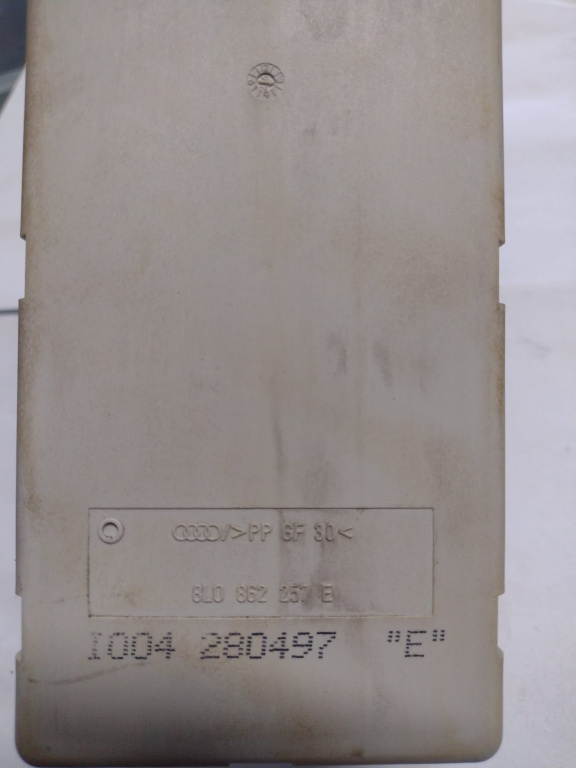 >PP GF 30<
8L0 862 257 E
I004 280497 "E"